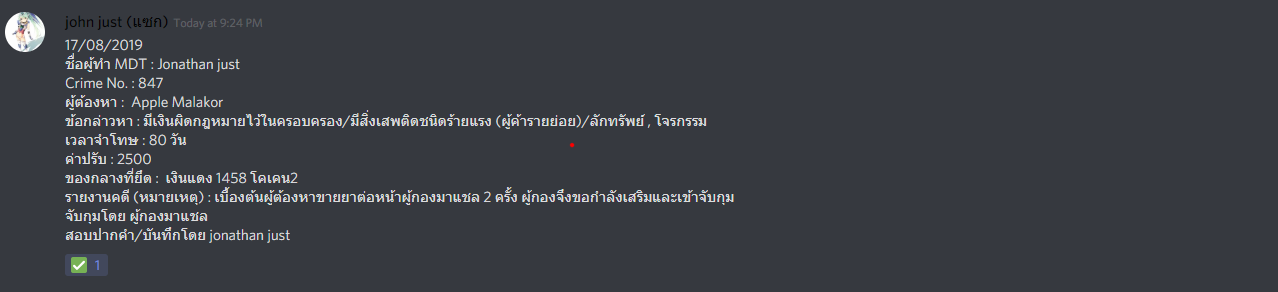 john just (แซก) Today at 9:24 PM
17/08/2019
ชื่อผู้ทำ MDT : Jonathan just
Crime No. : 847
ผู้ต้องหา : Apple Malakor
ข้อกล่าวหา : มีเงินผิดกฎหมายไว้ในครอบครอง/มีสิ่งเสพติดชนิดร้ายแรง (ผู้ค้ารายย่อย)/ลักทรัพย์ , โจรกรรม
เวลาจำโทษ : 80 วัน
ค่าปรับ : 2500
ของกลางที่ยึด : เงินแดง 1458 โคเคน2
รายงานคดี (หมายเหตุ) : เบื้องต้นผู้ต้องหาขายยาต่อหน้าผู้กองมาแชล 2 ครั้ง ผู้กองจึงขอกำลังเสริมและเข้าจับกุม
จับกุมโดย ผู้กองมาแชล
สอบปากคำ/บันทึกโดย jonathan just
1